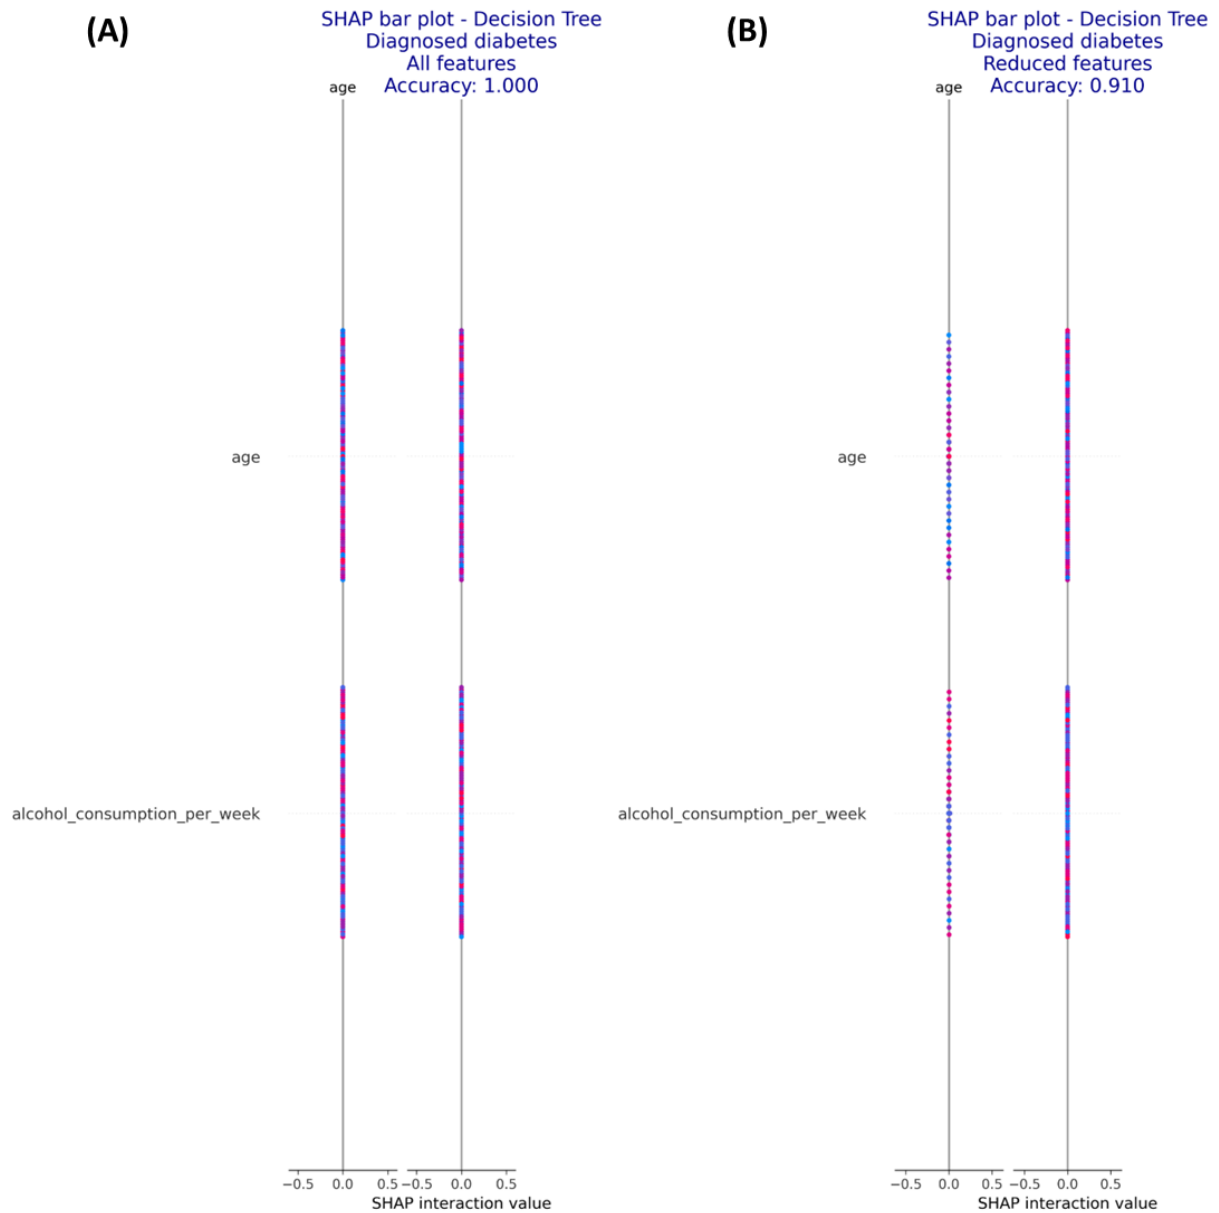 (A)
SHAP bar plot - Decision Tree
Diagnosed diabetes
All features
Accuracy: 1.000
age
age
alcohol_consumption_per_week
−0.5 0.0 0.5 −0.5 0.0 0.5
SHAP interaction value
(B)
SHAP bar plot - Decision Tree
Diagnosed diabetes
Reduced features
Accuracy: 0.910
age
age
alcohol_consumption_per_week
−0.5 0.0 0.5 −0.5 0.0 0.5
SHAP interaction value